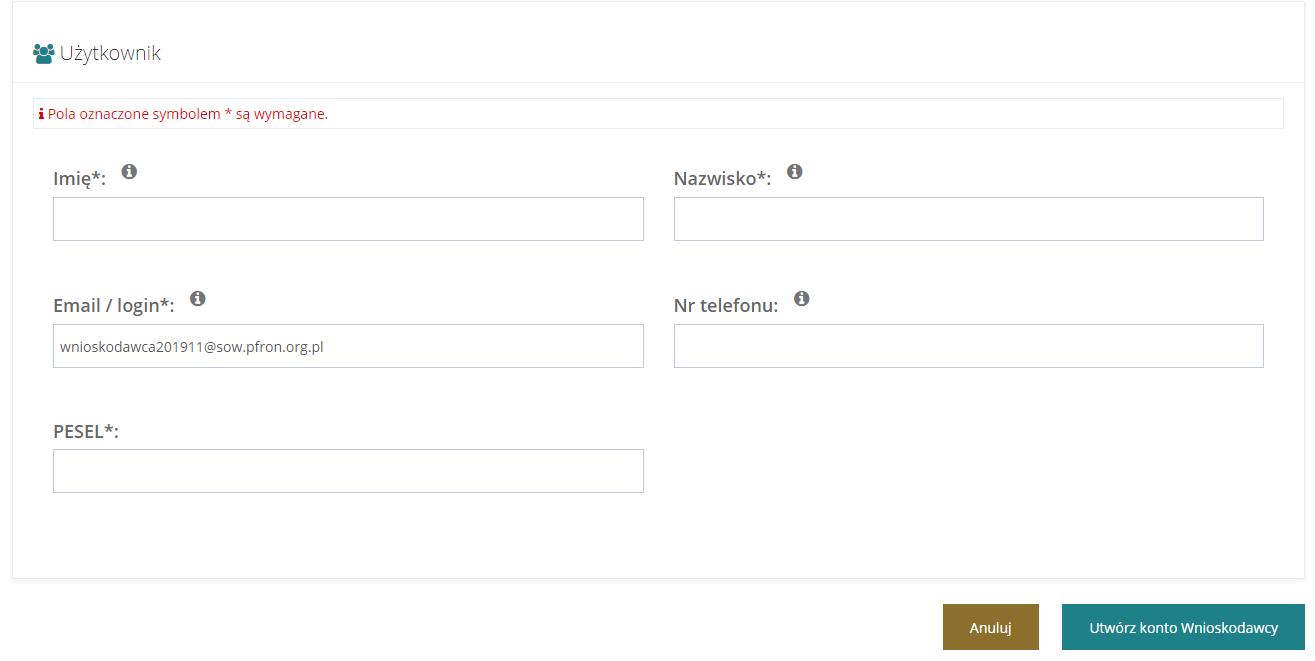 Użytkownik
Pola oznaczone symbolem * są wymagane.
Imię*:
Nazwisko*:
Email / login*:
Nr telefonu:
wnioskodawca201911@sow.pfron.org.pl
PESEL*:
Anuluj
Utwórz konto Wnioskodawcy